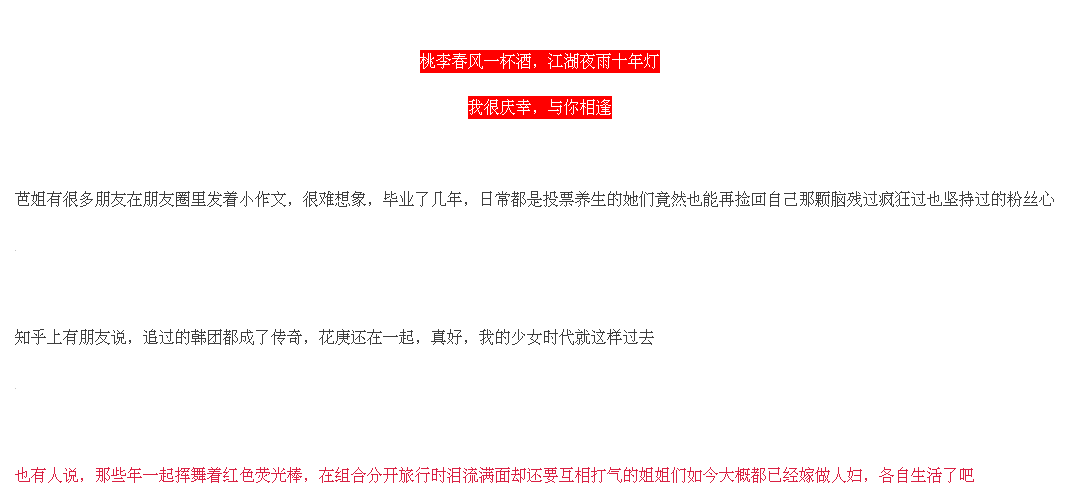 桃李春风一杯酒，江湖夜雨十年灯
我很庆幸，与你相逢
芭姐有很多朋友在朋友圈里发着小作文，很难想象，毕业了几年，日常都是投票养生的她们竟然也能再捡回自己那颗脑残过疯狂过也坚持过的粉丝心
知乎上有朋友说，追过的韩团都成了传奇，花庚还在一起，真好，我的少女时代就这样过去
也有人说，那些年一起挥舞着红色荧光棒，在组合分开旅行时泪流满面却还要互相打气的姐姐们如今大概都已经嫁做人妇，各自生活了吧